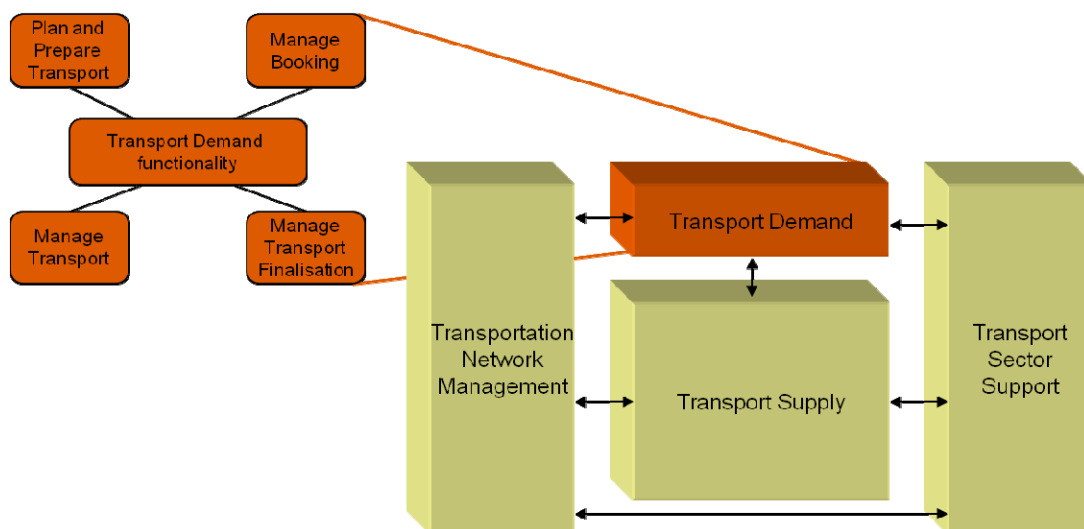 Plan and
Prepare
Transport
Manage
Booking
Transport Demand
functionality
Manage
Transport
Manage
Transport
Finalisation
Transport Demand
Transportation
Network
Management
Transport Supply
Transport
Sector
Support